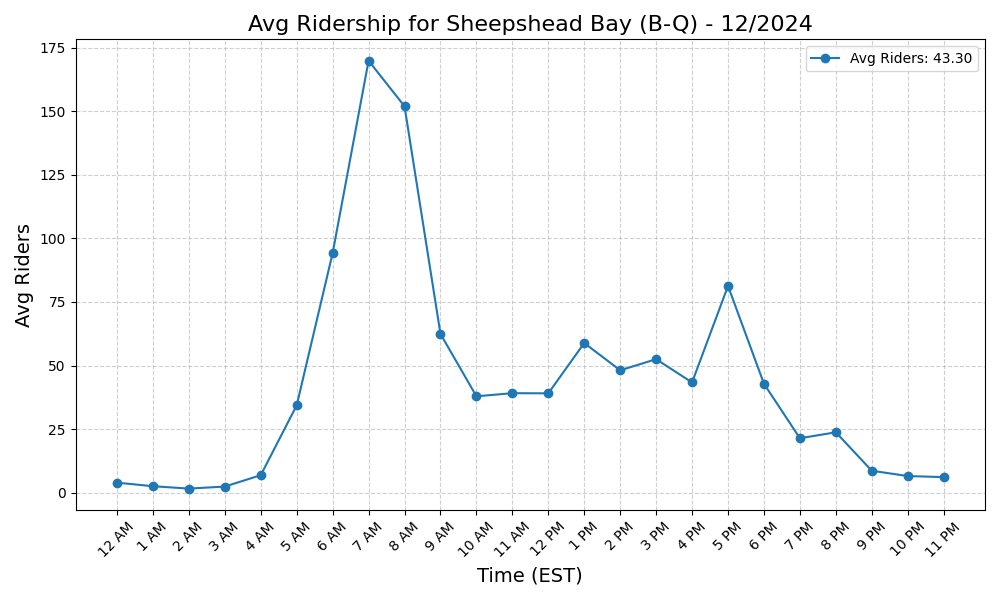 Avg Ridership for Sheepshead Bay (B-Q) - 12/2024
Avg Riders: 43.30
Avg Riders
175
150
125
100
75
50
25
0
12 AM
1 AM
2 AM
3 AM
4 AM
5 AM
6 AM
7 AM
8 AM
9 AM
10 AM
11 AM
12 PM
1 PM
2 PM
3 PM
4 PM
5 PM
6 PM
7 PM
8 PM
9 PM
10 PM
11 PM
Time (EST)